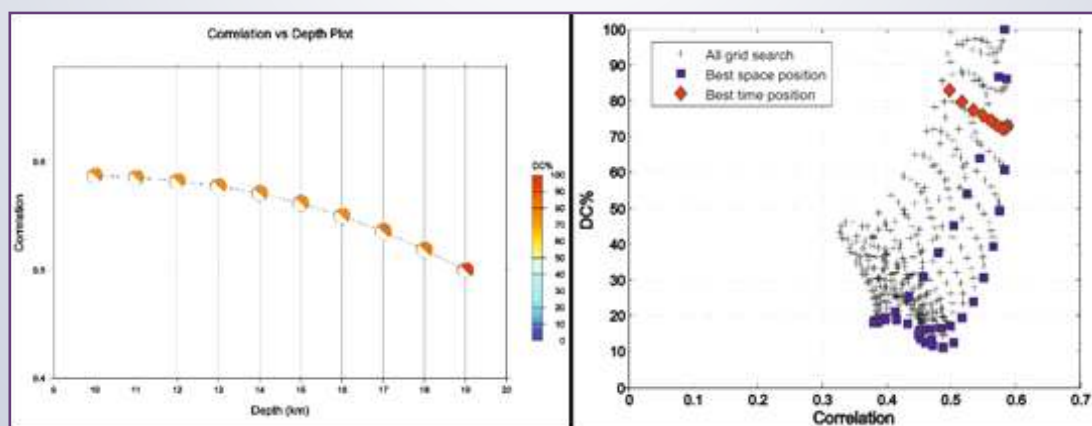 Correlation vs Depth Plot
Correlation
0.6
0.5
0.4
9 10 11 12 13 14 15 16 17 18 19 20
Depth (km)
DC%
100
90
80
70
60
50
40
30
20
10
0
DC%
100
90
80
70
60
50
40
30
20
10
0
All grid search
Best space position
Best time position
0 0.1 0.2 0.3 0.4 0.5 0.6 0.7
Correlation